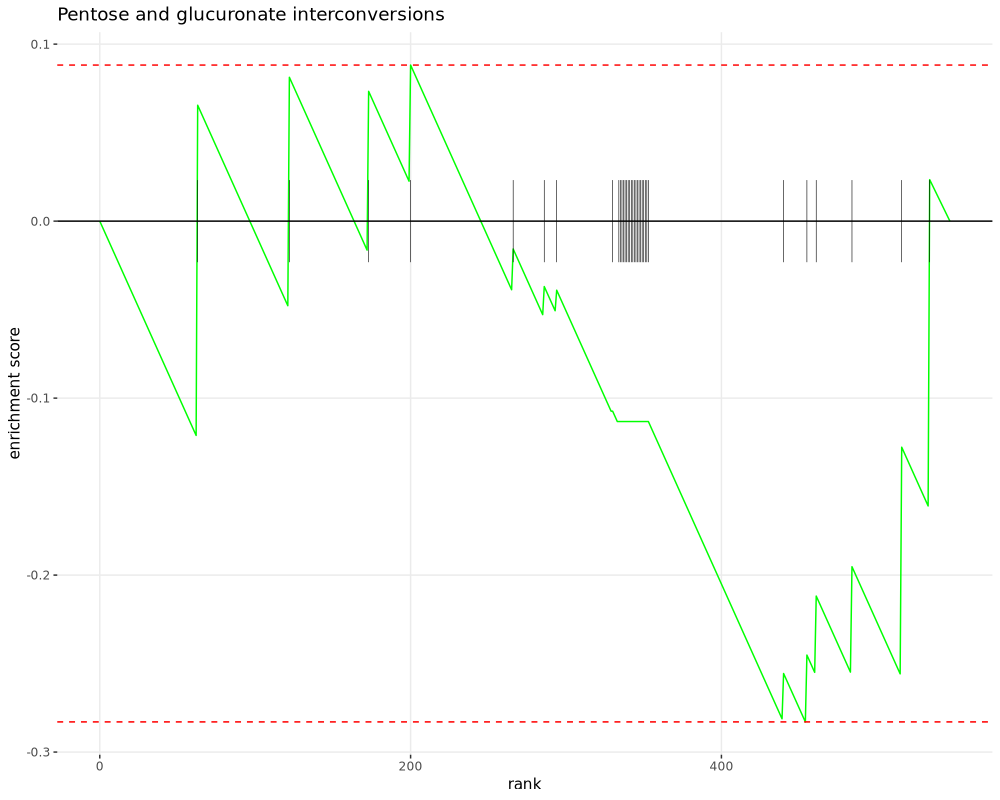 Pentose and glucuronate interconversions
0.1
0.0
-0.1
-0.2
-0.3
enrichment score
0
200
400
rank